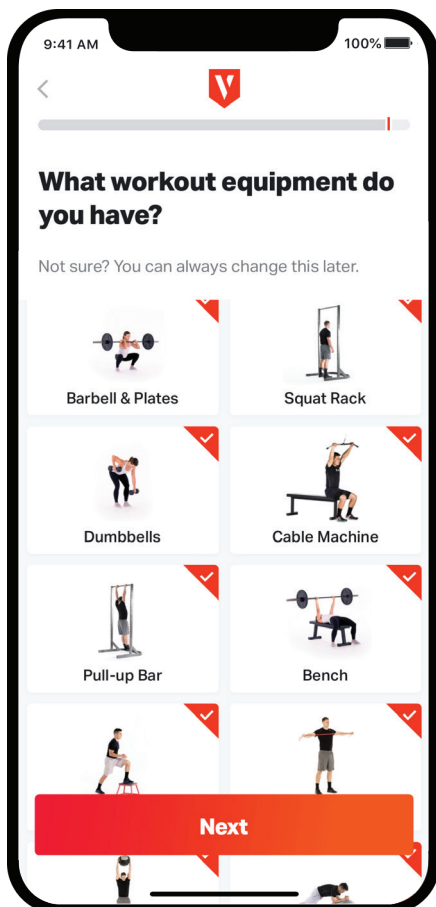 9:41 AM
100%
What workout equipment do
you have?
Not sure? You can always change this later.
Barbell & Plates
Squat Rack
Dumbbells
Cable Machine
Pull-up Bar
Bench
Next